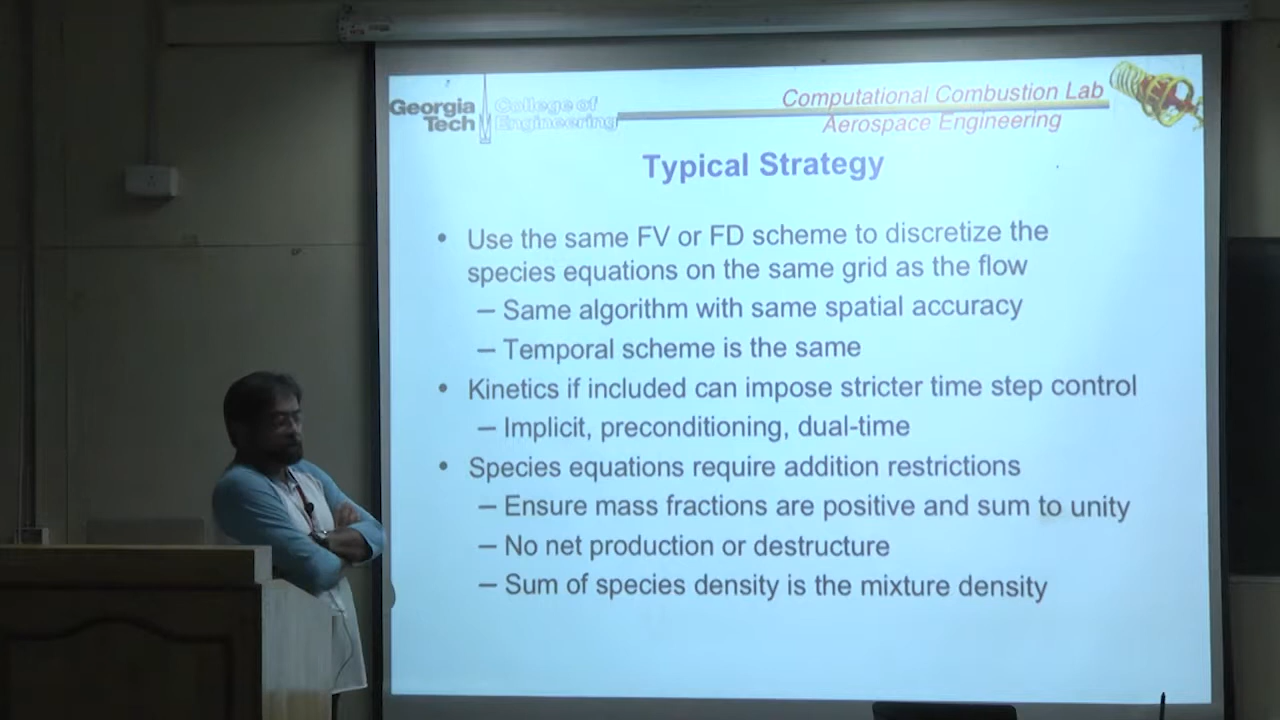 Georgia
Tech
College of
Engineering
Computational Combustion Lab
Aerospace Engineering
Typical Strategy
• Use the same FV or FD scheme to discretize the
species equations on the same grid as the flow
– Same algorithm with same spatial accuracy
– Temporal scheme is the same
• Kinetics if included can impose stricter time step control
– Implicit, preconditioning, dual-time
• Species equations require addition restrictions
– Ensure mass fractions are positive and sum to unity
– No net production or destructure
– Sum of species density is the mixture density